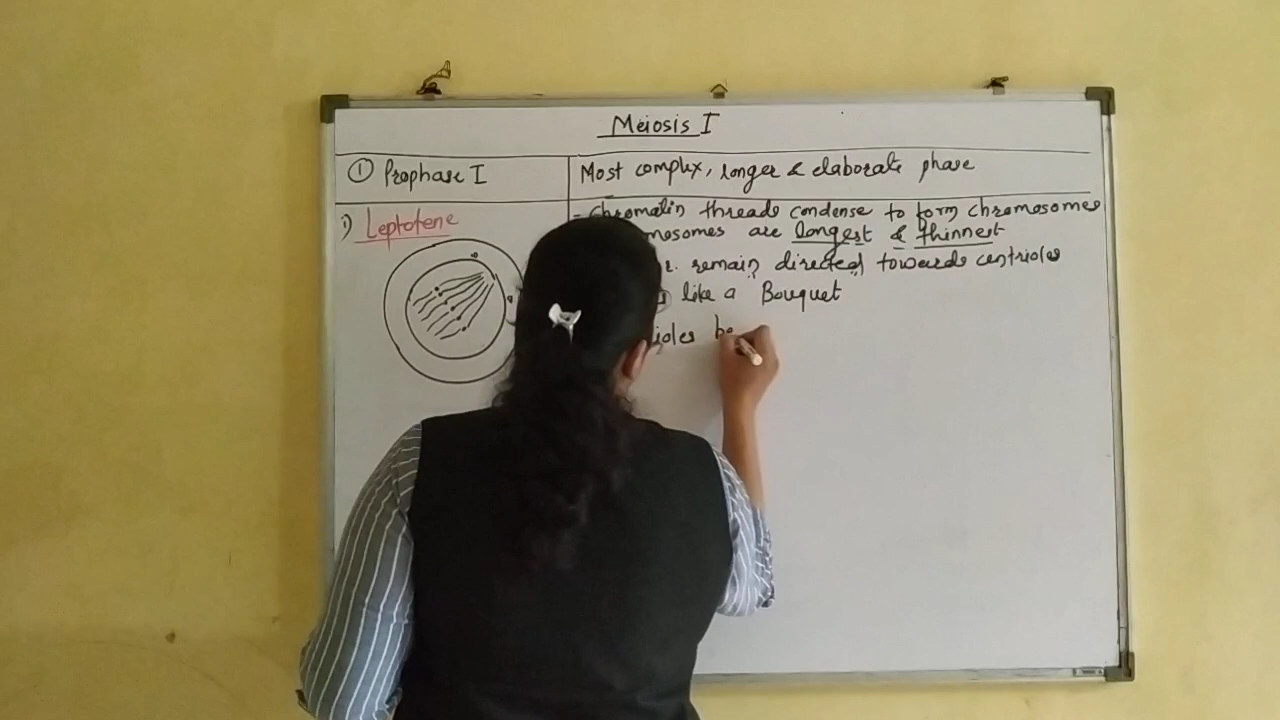 Meiosis I
① Prophase I
Most complex, longer & elaborate phase
i) Leptotene
- Chromatin threads condense to form chromosomes
mosomes are longest & thinnest
r. remain directed towards centrioles
like a Bouquet
ioles be